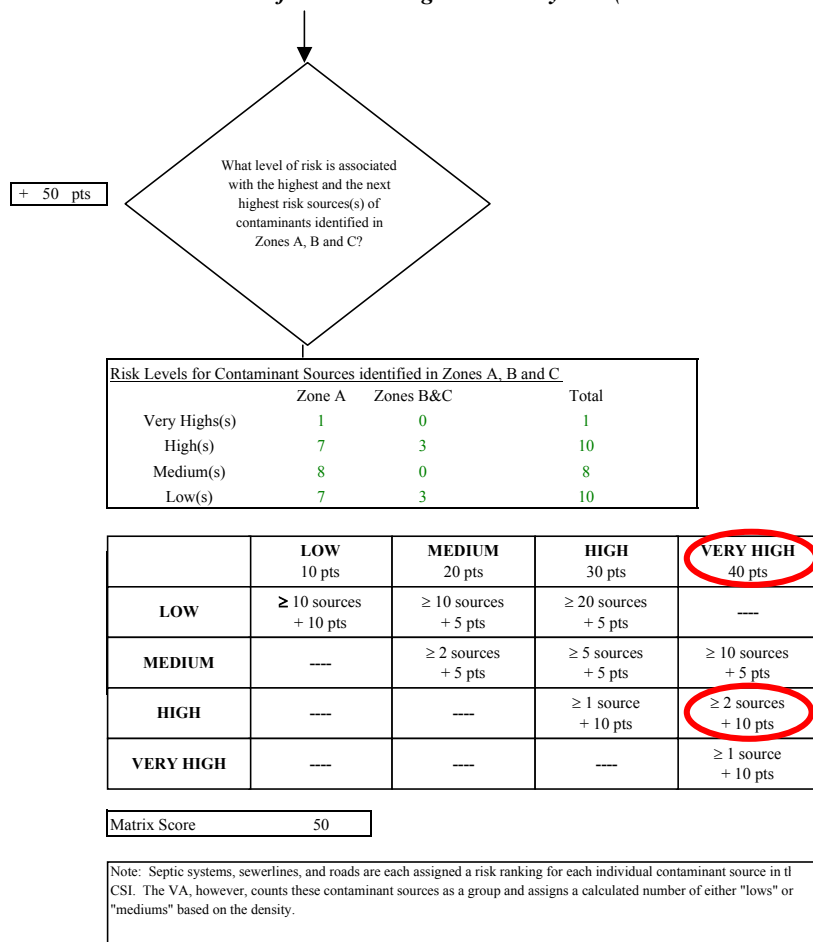 What level of risk is associated
with the highest and the next
highest risk sources(s) of
contaminants identified in
Zones A, B and C?
+ 50 pts
Risk Levels for Contaminant Sources identified in Zones A, B and C
Zone A Zones B&C Total
Very Highs(s) 1 0 1
High(s) 7 3 10
Medium(s) 8 0 8
Low(s) 7 3 10
LOW MEDIUM HIGH VERY HIGH
10 pts 20 pts 30 pts 40 pts
LOW ≥ 10 sources ≥ 10 sources ≥ 20 sources ----
+ 10 pts + 5 pts + 5 pts
MEDIUM ---- ≥ 2 sources ≥ 5 sources ≥ 10 sources
+ 5 pts + 5 pts + 5 pts
HIGH ---- ---- ≥ 1 source ≥ 2 sources
+ 10 pts + 10 pts
VERY HIGH ---- ---- ---- ≥ 1 source
+ 10 pts
Matrix Score 50
Note: Septic systems, sewerlines, and roads are each assigned a risk ranking for each individual contaminant source in
CSI. The VA, however, counts these contaminant sources as a group and assigns a calculated number of either "lows" or
"mediums" based on the density.